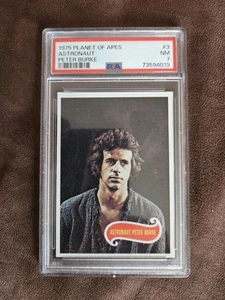 1975 PLANET OF APES #3
ASTRONAUT NM 7
PETER BURKE PSA 73594019
ASTRONAUT PETER BURKE